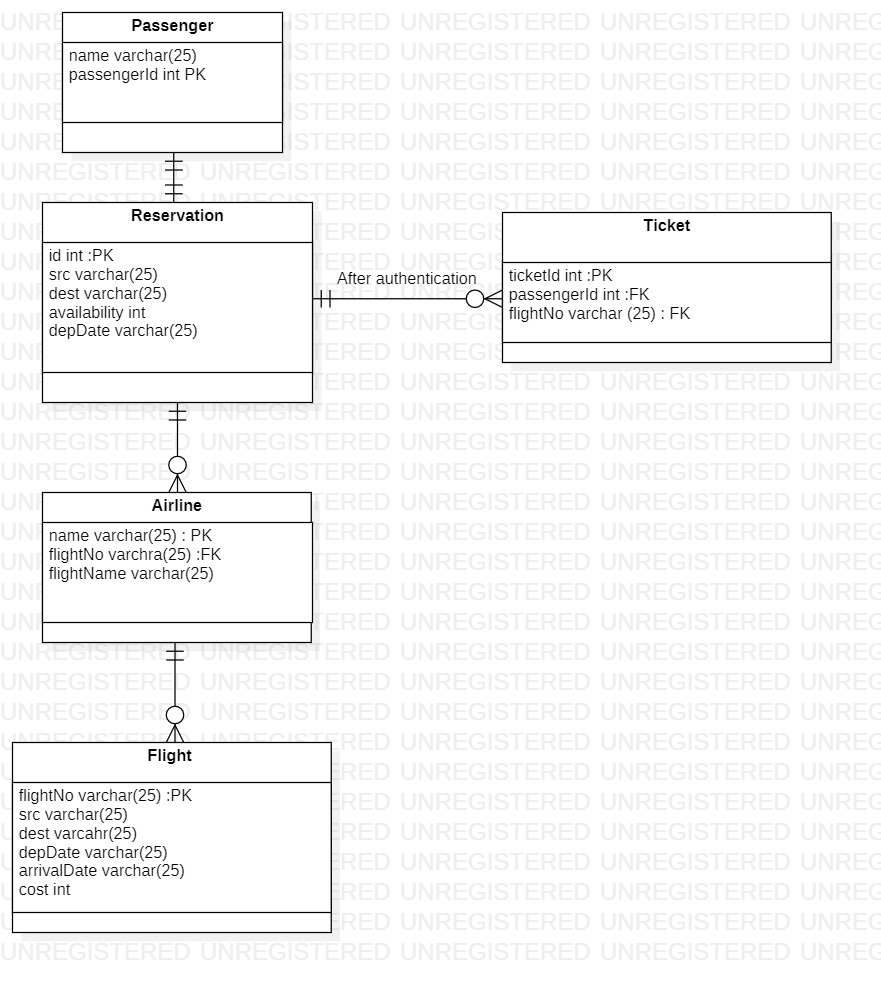 Passenger
name varchar(25)
passengerId int PK
Reservation
id int :PK
src varchar(25)
dest varchar(25)
availability int
depDate varchar(25)
After authentication
Ticket
ticketId int :PK
passengerId int :FK
flightNo varchar (25) : FK
Airline
name varchar(25) : PK
flightNo varchra(25) :FK
flightName varchar(25)
Flight
flightNo varchar(25) :PK
src varchar(25)
dest varcahr(25)
depDate varchar(25)
arrivalDate varchar(25)
cost int
UNREGISTERED